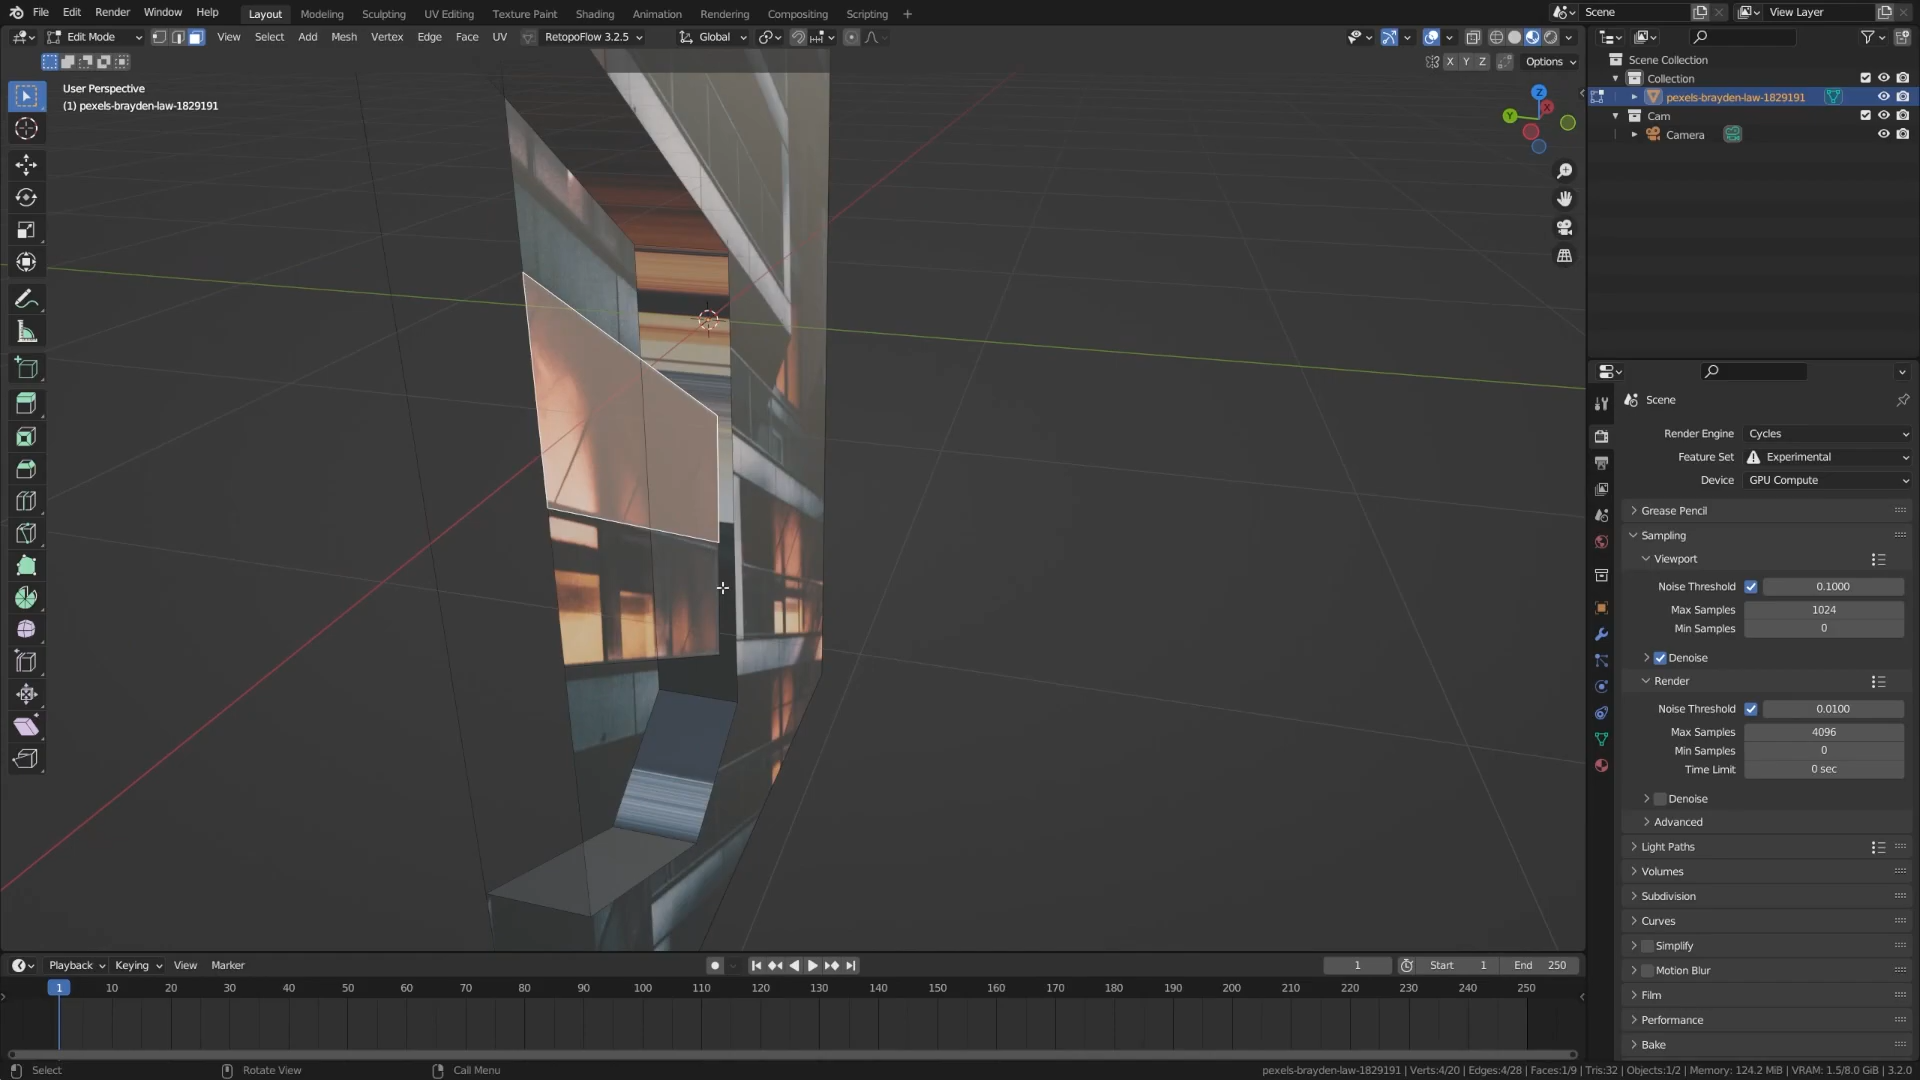 File Edit Render Window Help Layout Modeling Sculpting UV Editing Texture Paint Shading Animation Rendering Compositing Scripting + Scene View Layer
Edit Mode View Select Add Mesh Vertex Edge Face UV RetopoFlow 3.2.5 Global
X Y Z Options
User Perspective
(1) pexels-brayden-law-1829191
Z
X
Y
Scene Collection
Collection
pexels-brayden-law-1829191
Cam
Camera
Scene
Render Engine Cycles
Feature Set Experimental
Device GPU Compute
Grease Pencil
Sampling
Viewport
Noise Threshold 0.1000
Max Samples 1024
Min Samples 0
Denoise
Render
Noise Threshold 0.0100
Max Samples 4096
Min Samples 0
Time Limit 0 sec
Denoise
Advanced
Light Paths
Volumes
Subdivision
Curves
Simplify
Motion Blur
Film
Performance
Bake
Playback Keying View Marker 1 Start 1 End 250
1 10 20 30 40 50 60 70 80 90 100 110 120 130 140 150 160 170 180 190 200 210 220 230 240 250
Select Rotate View Call Menu pexels-brayden-law-1829191 | Verts:4/20 | Edges:4/28 | Faces:1/9 | Tris:32 | Objects:1/2 | Memory: 124.2 MiB | VRAM: 1.5/8.0 GiB | 3.2.0